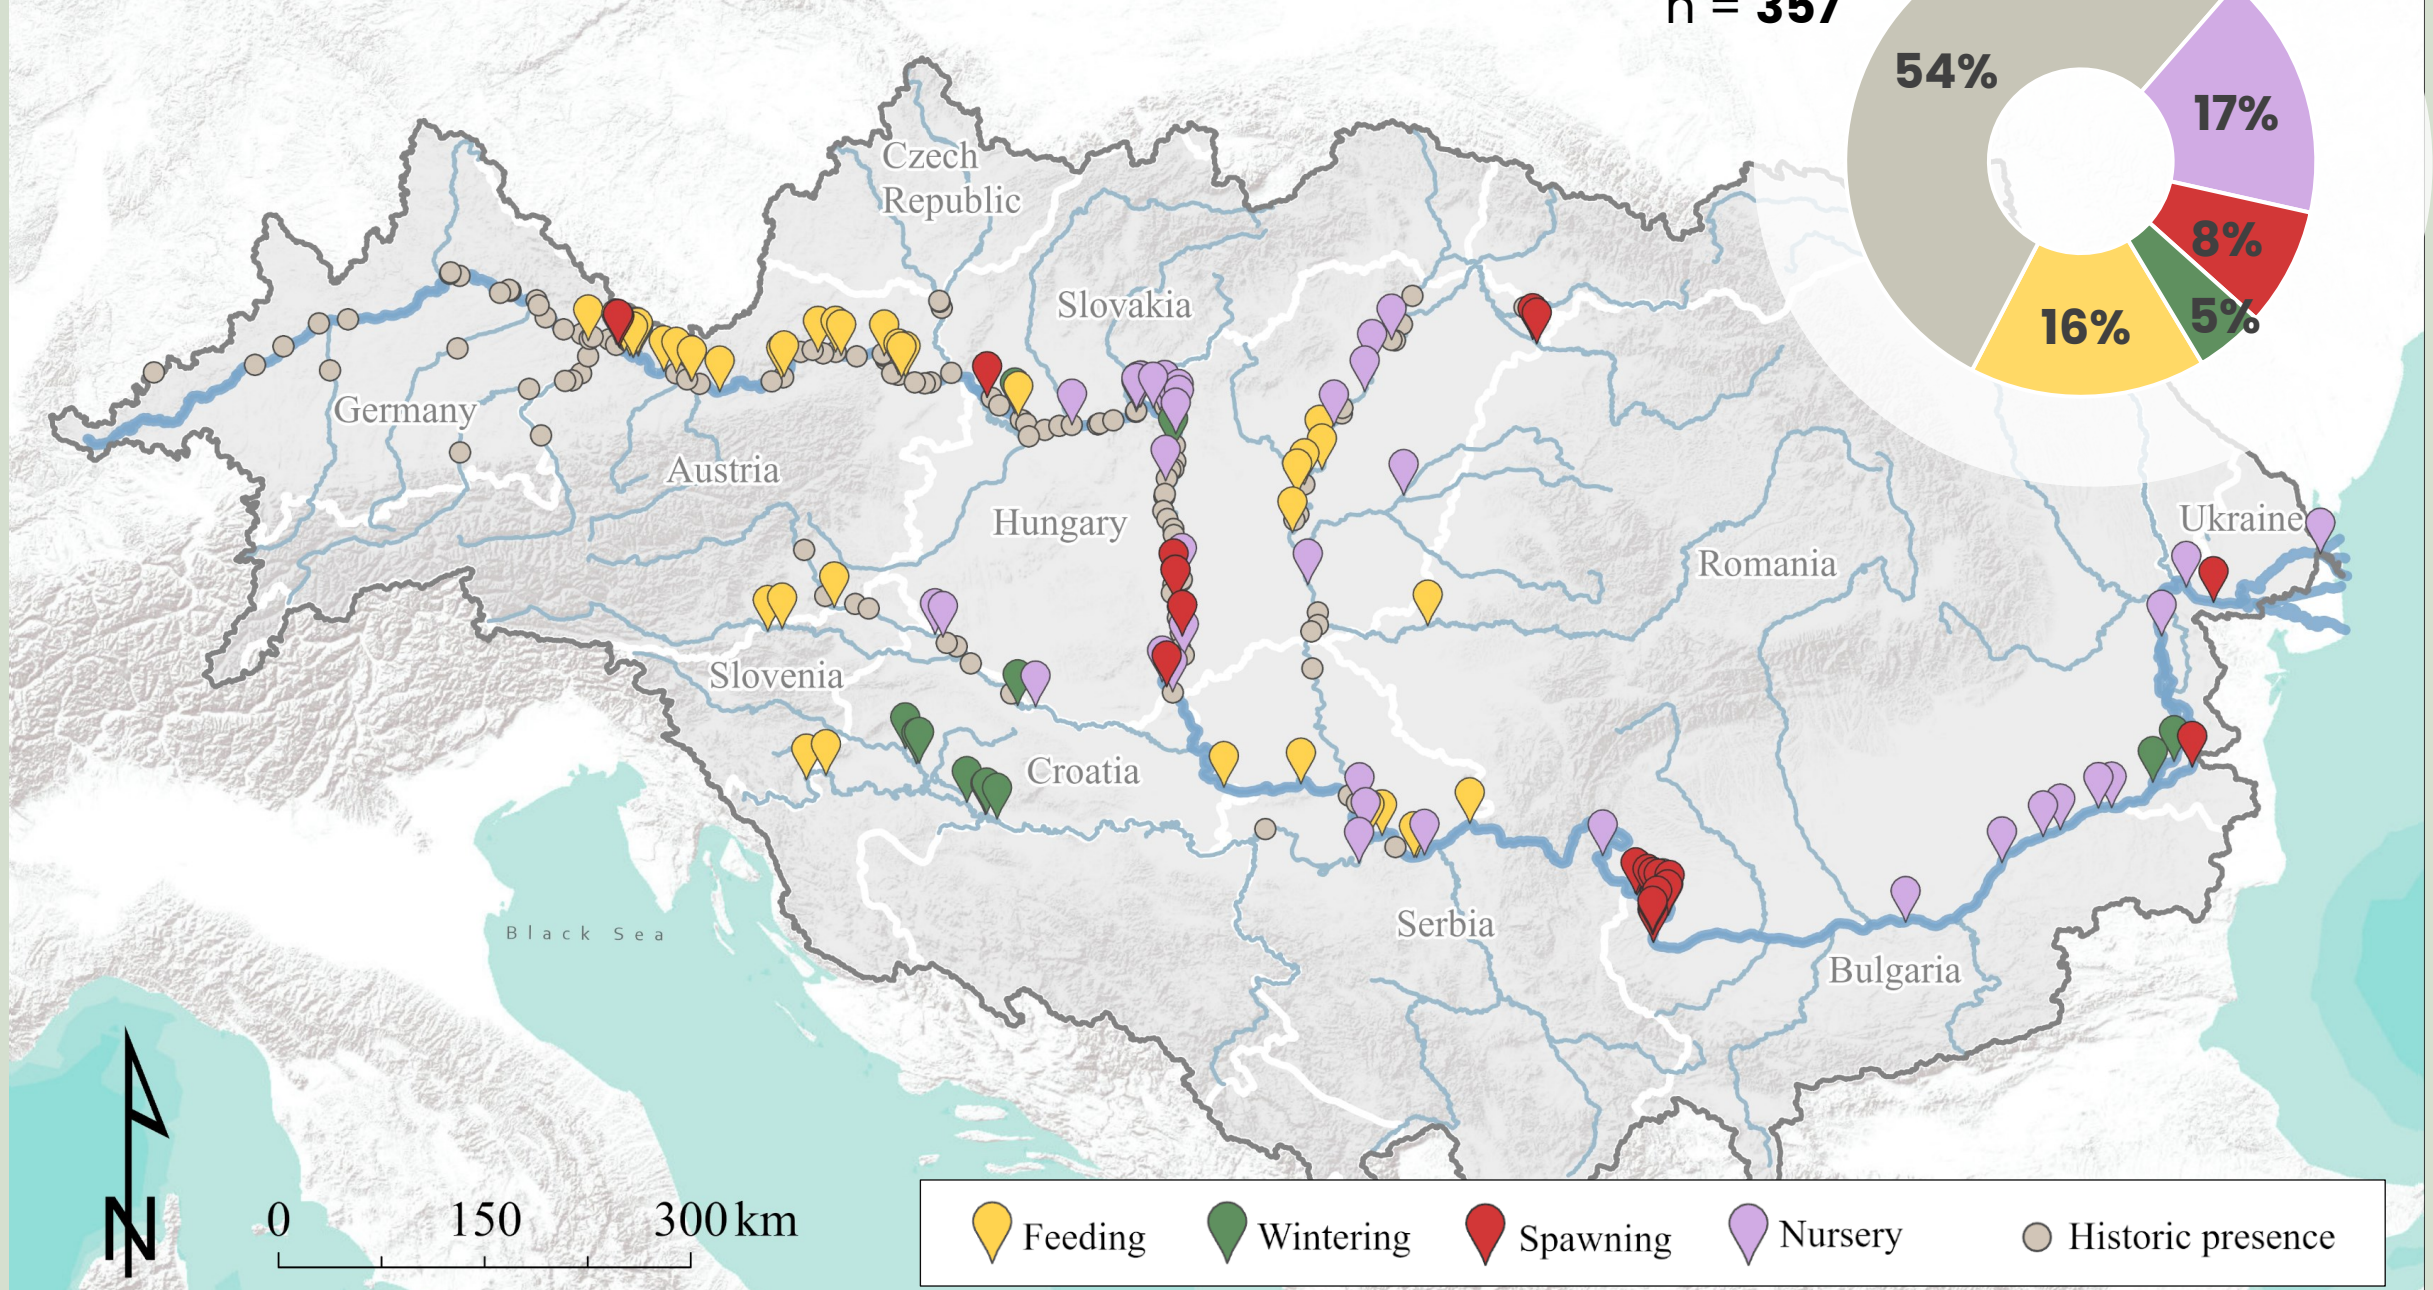 n = 357
54%
17%
8%
5%
16%
Czech
Republic
Slovakia
Germany
Austria
Hungary
Ukraine
Romania
Slovenia
Croatia
Serbia
Bulgaria
Black Sea
N
0 150 300 km
Feeding Wintering Spawning Nursery Historic presence